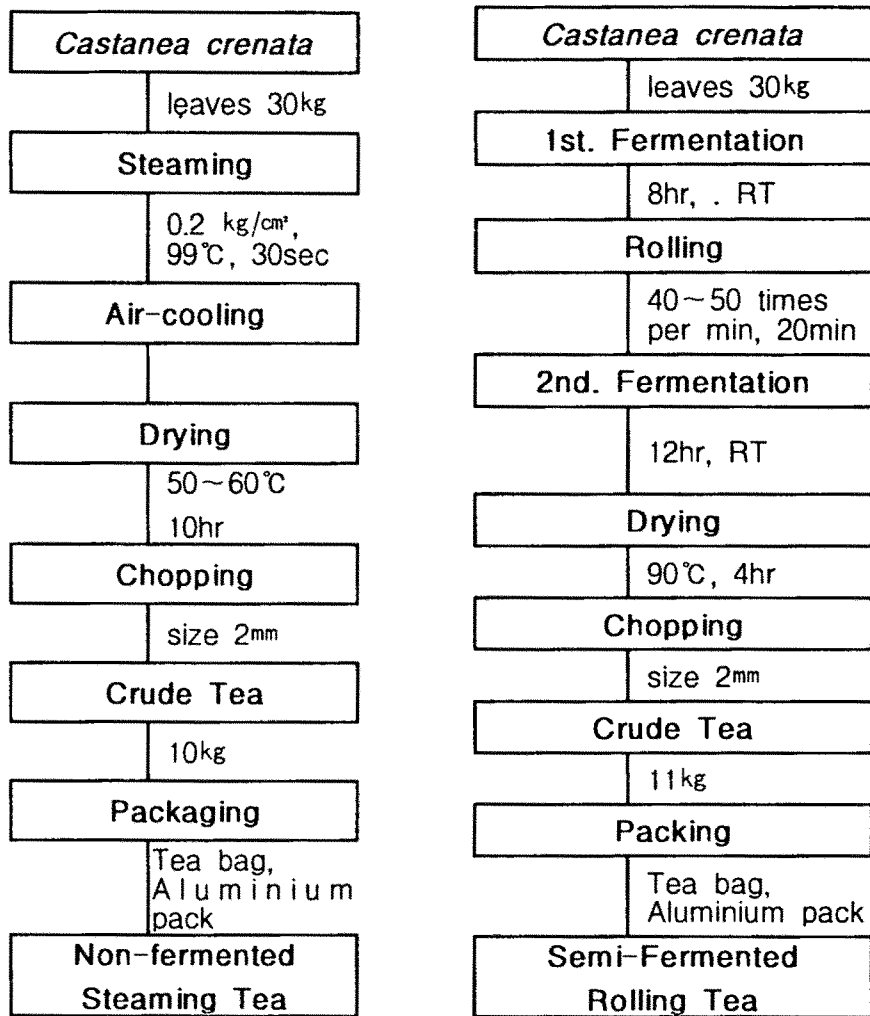 Castanea crenata
leaves 30kg
Steaming
0.2 kg/cm²,
99℃, 30sec
Air-cooling
Drying
50~60℃
10hr
Chopping
size 2mm
Crude Tea
10kg
Packaging
Tea bag,
Aluminium
pack
Non-fermented
Steaming Tea
Castanea crenata
leaves 30kg
1st. Fermentation
8hr, . RT
Rolling
40~50 times
per min, 20min
2nd. Fermentation
12hr, RT
Drying
90℃, 4hr
Chopping
size 2mm
Crude Tea
11kg
Packing
Tea bag,
Aluminium pack
Semi-Fermented
Rolling Tea